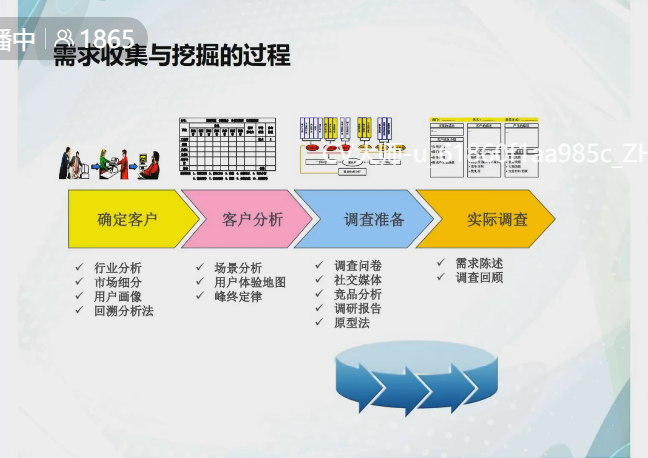 播中
1865
需求收集与挖掘的过程
确定客户
客户分析
调查准备
实际调查
✓ 行业分析
✓ 市场细分
✓ 用户画像
✓ 回溯分析法
✓ 场景分析
✓ 用户体验地图
✓ 峰终定律
✓ 调查问卷
✓ 社交媒体
✓ 竞品分析
✓ 调研报告
✓ 原型法
✓ 需求陈述
✓ 调查回顾